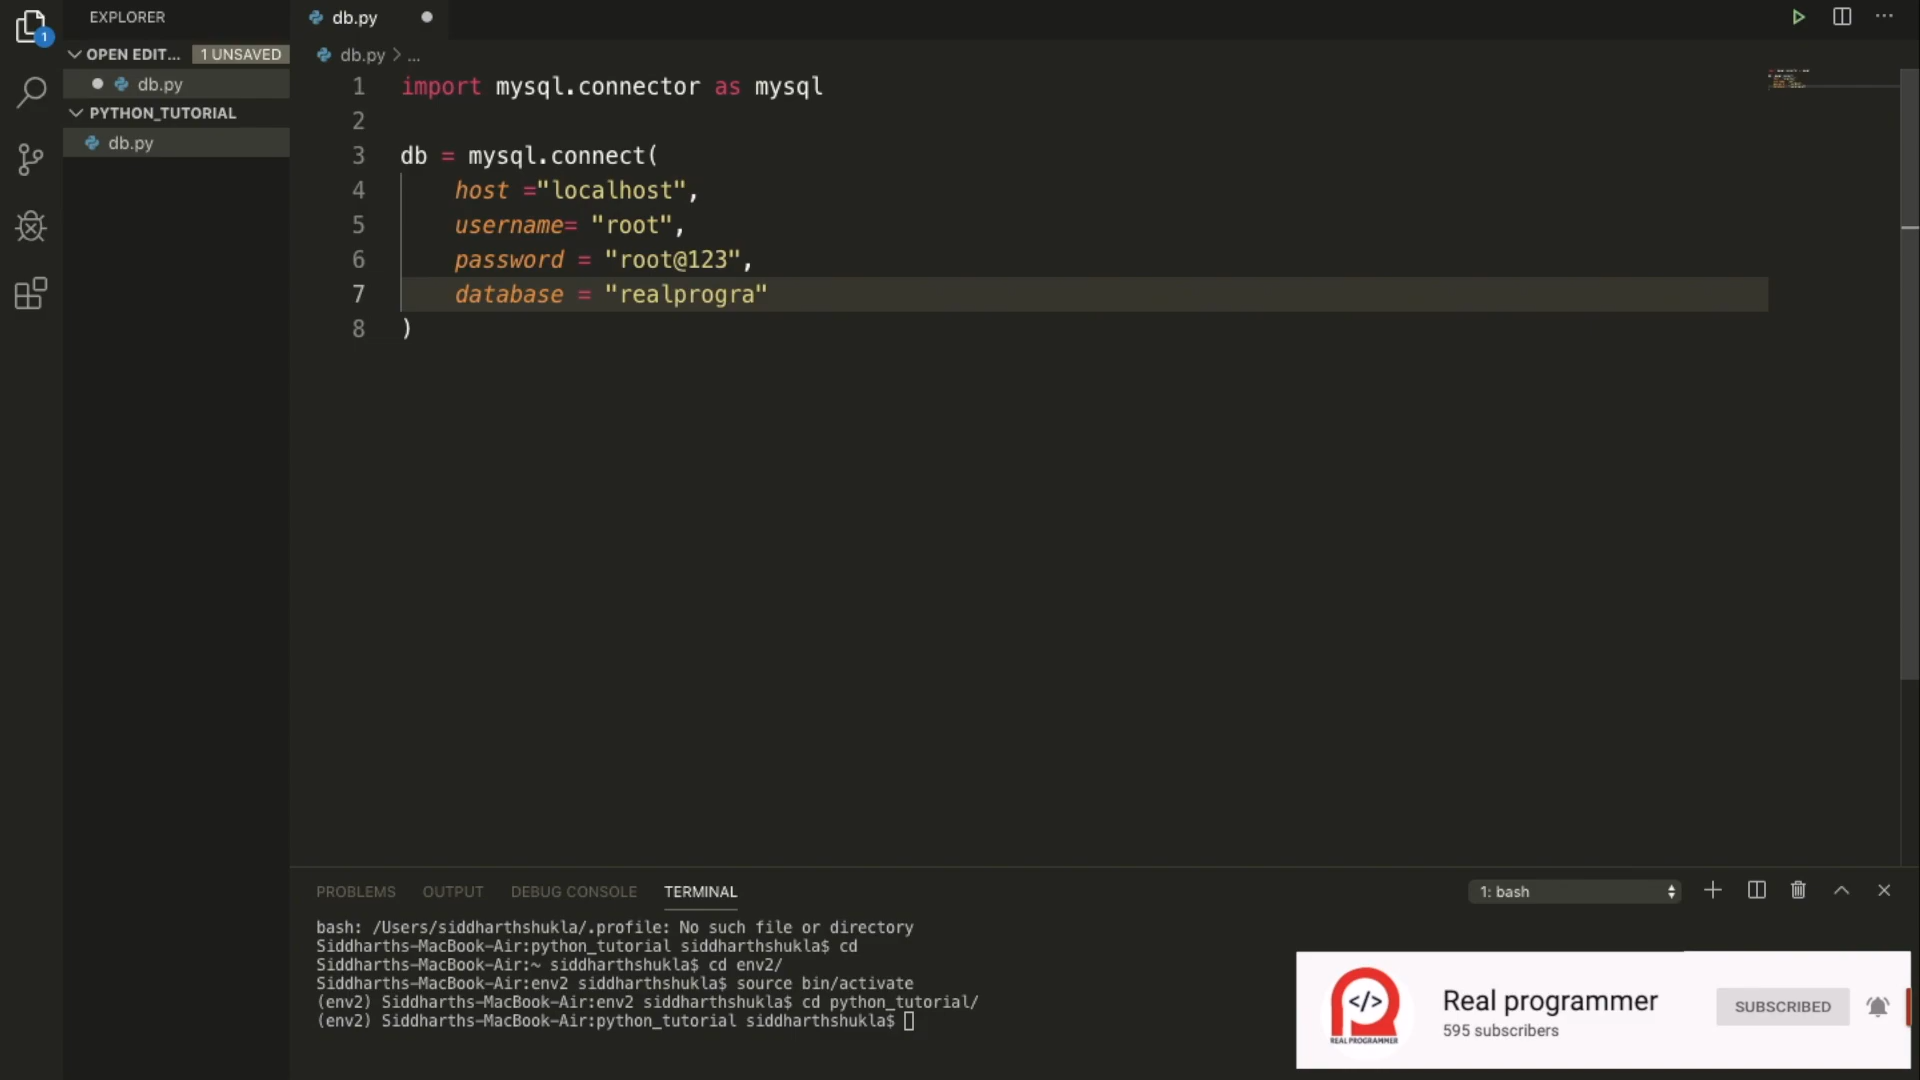 EXPLORER
OPEN EDIT... 1 UNSAVED
db.py
PYTHON_TUTORIAL
db.py
1
db.py
db.py > ...
1 import mysql.connector as mysql
2
3 db = mysql.connect(
4 host ="localhost",
5 username= "root",
6 password = "root@123",
7 database = "realprogra"
8 )
PROBLEMS OUTPUT DEBUG CONSOLE TERMINAL
1: bash
bash: /Users/siddharthshukla/.profile: No such file or directory
Siddharths-MacBook-Air:python_tutorial siddharthshukla$ cd
Siddharths-MacBook-Air:~ siddharthshukla$ cd env2/
Siddharths-MacBook-Air:env2 siddharthshukla$ source bin/activate
(env2) Siddharths-MacBook-Air:env2 siddharthshukla$ cd python_tutorial/
(env2) Siddharths-MacBook-Air:python_tutorial siddharthshukla$
</>
REAL PROGRAMMER
Real programmer
595 subscribers
SUBSCRIBED